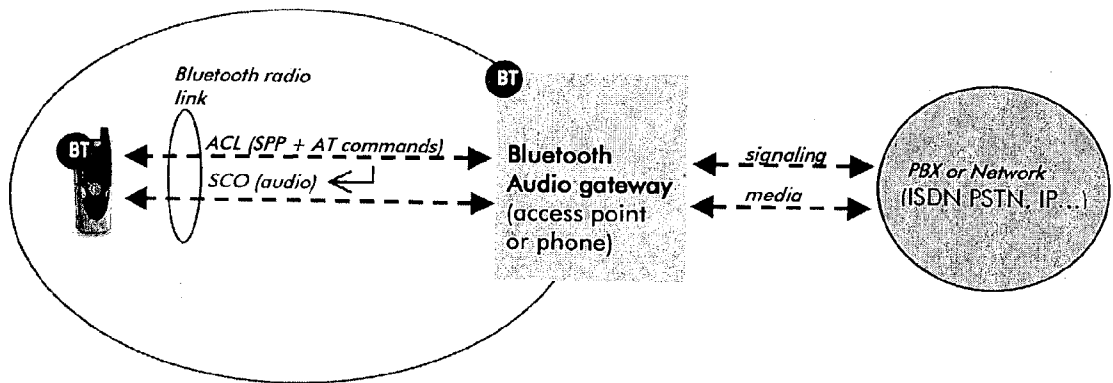 Bluetooth radio
link
BT
BT
ACL (SPP + AT commands)
SCO (audio)
Bluetooth
Audio gateway
(access point
or phone)
signaling
media
PBX or Network
(ISDN PSTN, IP...)